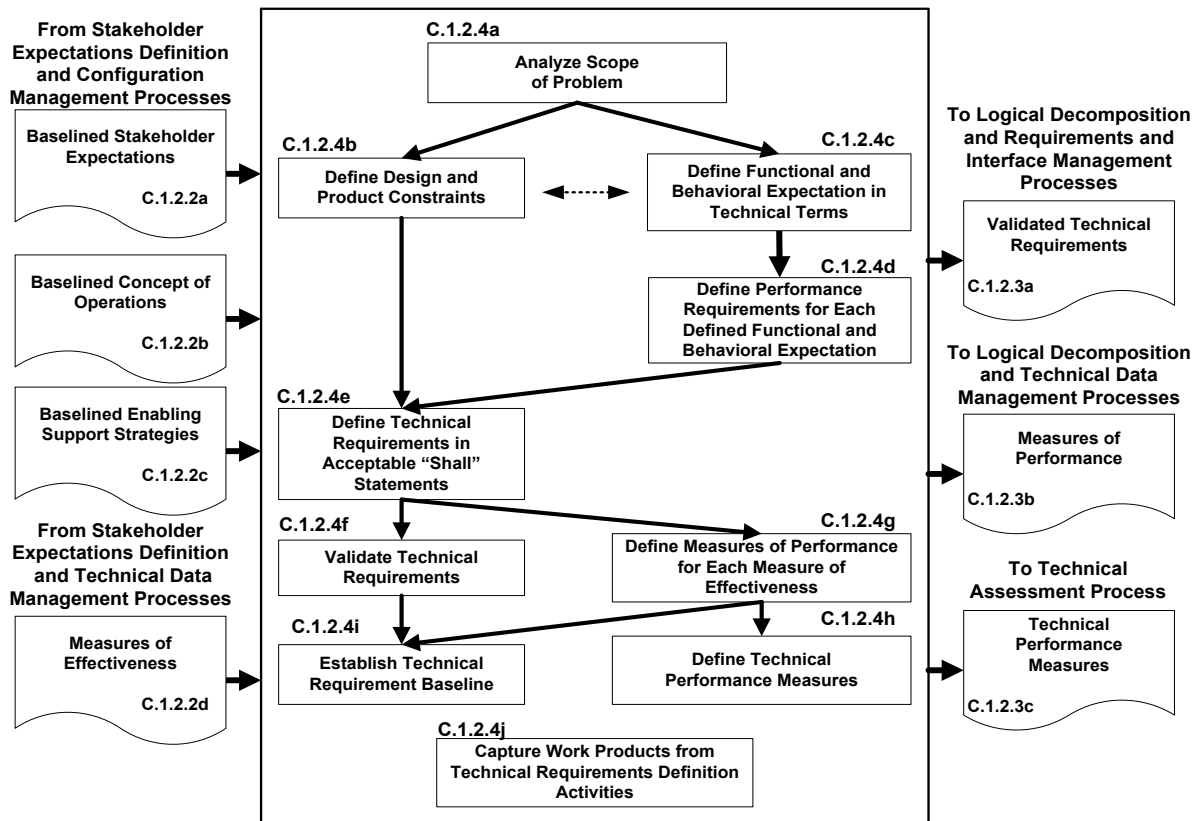 From Stakeholder
Expectations Definition
and Configuration
Management Processes
Baselined Stakeholder
Expectations
C.1.2.2a
Baselined Concept of
Operations
C.1.2.2b
Baselined Enabling
Support Strategies
C.1.2.2c
From Stakeholder
Expectations Definition
and Technical Data
Management Processes
Measures of
Effectiveness
C.1.2.2d
C.1.2.4a
Analyze Scope
of Problem
C.1.2.4b
Define Design and
Product Constraints
C.1.2.4c
Define Functional and
Behavioral Expectation in
Technical Terms
C.1.2.4d
Define Performance
Requirements for Each
Defined Functional and
Behavioral Expectation
C.1.2.4e
Define Technical
Requirements in
Acceptable “Shall”
Statements
C.1.2.4f
Validate Technical
Requirements
C.1.2.4g
Define Measures of Performance
for Each Measure of
Effectiveness
C.1.2.4i
Establish Technical
Requirement Baseline
C.1.2.4h
Define Technical
Performance Measures
C.1.2.4j
Capture Work Products from
Technical Requirements Definition
Activities
To Logical Decomposition
and Requirements and
Interface Management
Processes
Validated Technical
Requirements
C.1.2.3a
To Logical Decomposition
and Technical Data
Management Processes
Measures of
Performance
C.1.2.3b
To Technical
Assessment Process
Technical
Performance
Measures
C.1.2.3c